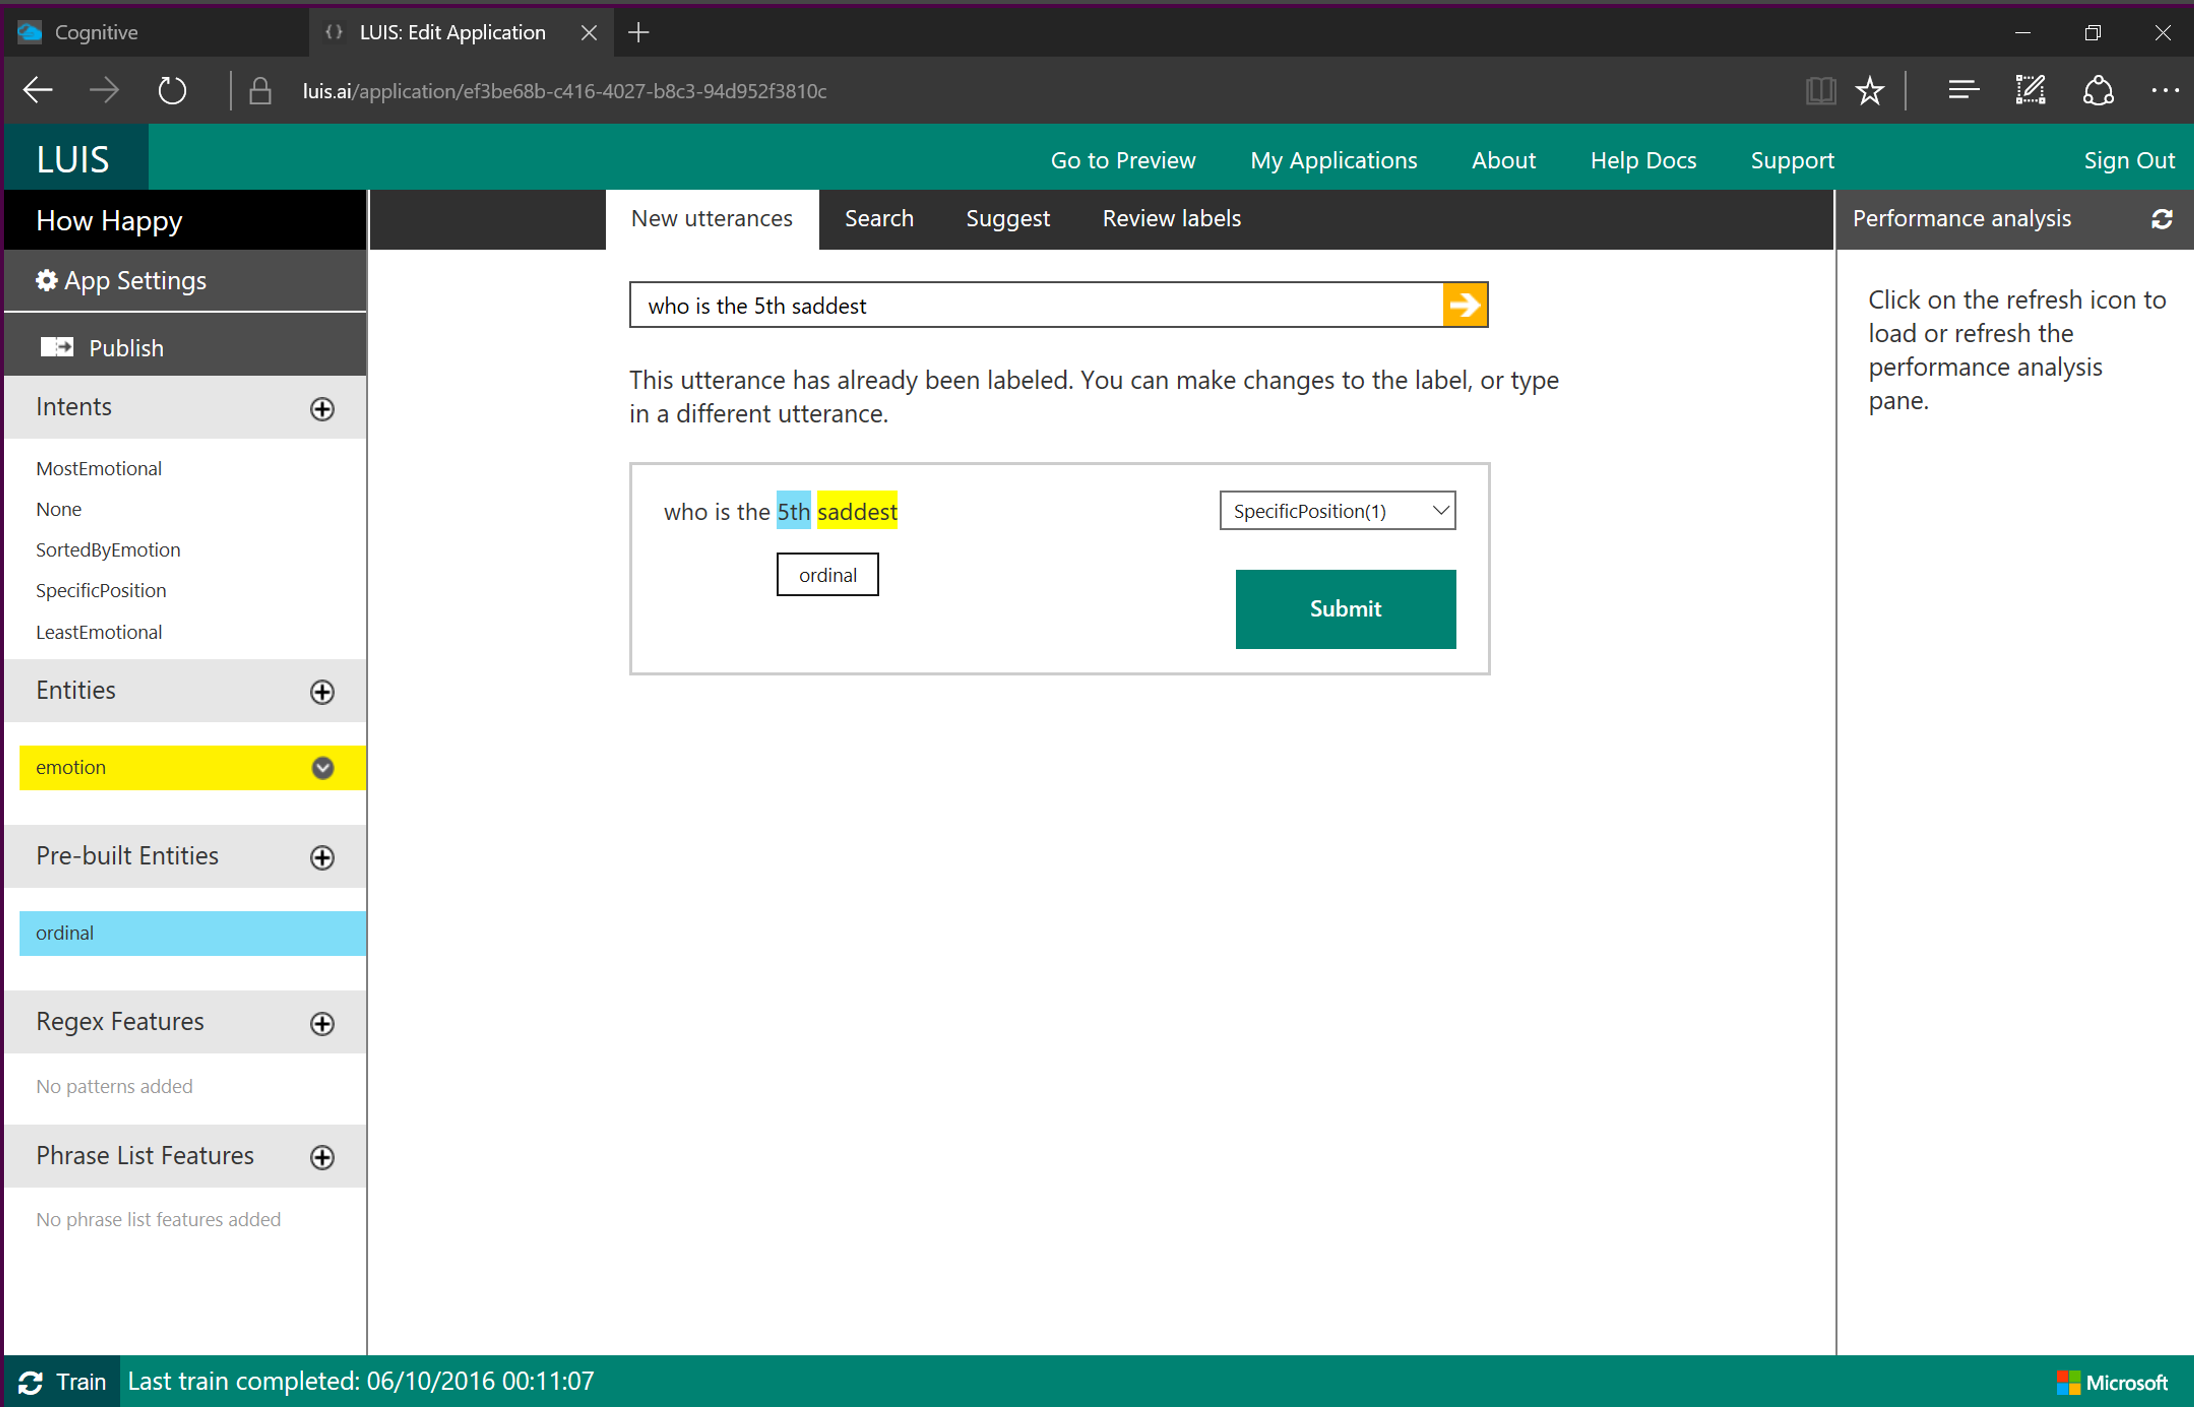 Cognitive
LUIS: Edit Application
luis.ai/application/ef3be68b-c416-4027-b8c3-94d952f3810c
LUIS
Go to Preview
My Applications
About
Help Docs
Support
Sign Out
How Happy
New utterances
Search
Suggest
Review labels
Performance analysis
App Settings
Publish
Intents
MostEmotional
None
SortedByEmotion
SpecificPosition
LeastEmotional
Entities
emotion
Pre-built Entities
ordinal
Regex Features
No patterns added
Phrase List Features
No phrase list features added
who is the 5th saddest
This utterance has already been labeled. You can make changes to the label, or type
in a different utterance.
who is the 5th saddest
SpecificPosition(1)
ordinal
Submit
Click on the refresh icon to
load or refresh the
performance analysis
pane.
Train
Last train completed: 06/10/2016 00:11:07
Microsoft